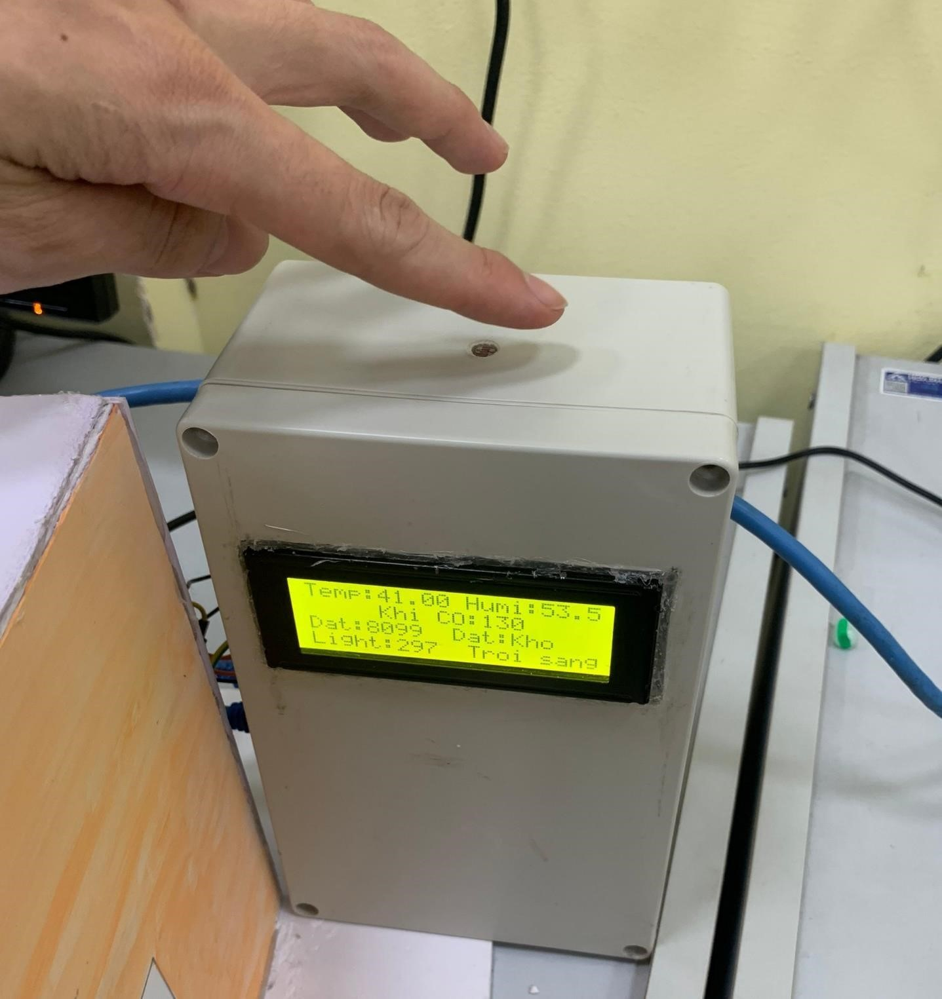 Temp:41.00 Humi:53.5
Khi CO:130
Dat:8099 Dat:Kho
Light:297 Troi sang